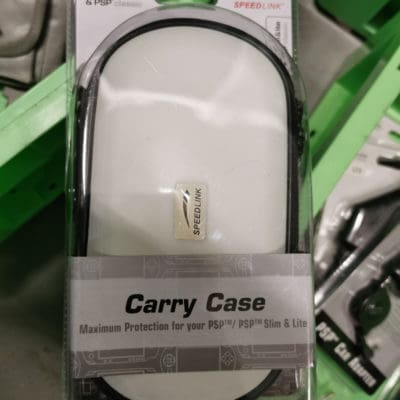 & PSP classic
SPEEDLINK
SPEEDLINK
Carry Case
Maximum Protection for your PSP™/ PSP™ Slim & Lite
PSP® Car Adapter